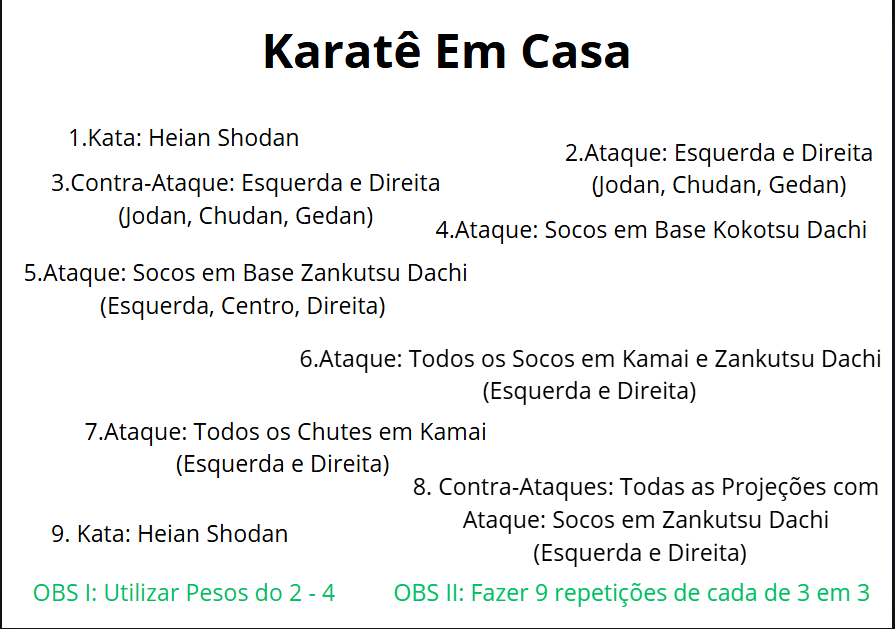 Karatê Em Casa
1.Kata: Heian Shodan
2.Ataque: Esquerda e Direita
(Jodan, Chudan, Gedan)
3.Contra-Ataque: Esquerda e Direita
(Jodan, Chudan, Gedan)
4.Ataque: Socos em Base Kokotsu Dachi
5.Ataque: Socos em Base Zankutsu Dachi
(Esquerda, Centro, Direita)
6.Ataque: Todos os Socos em Kamai e Zankutsu Dachi
(Esquerda e Direita)
7.Ataque: Todos os Chutes em Kamai
(Esquerda e Direita)
8. Contra-Ataques: Todas as Projeções com
Ataque: Socos em Zankutsu Dachi
(Esquerda e Direita)
9. Kata: Heian Shodan
OBS I: Utilizar Pesos do 2 - 4
OBS II: Fazer 9 repetições de cada de 3 em 3